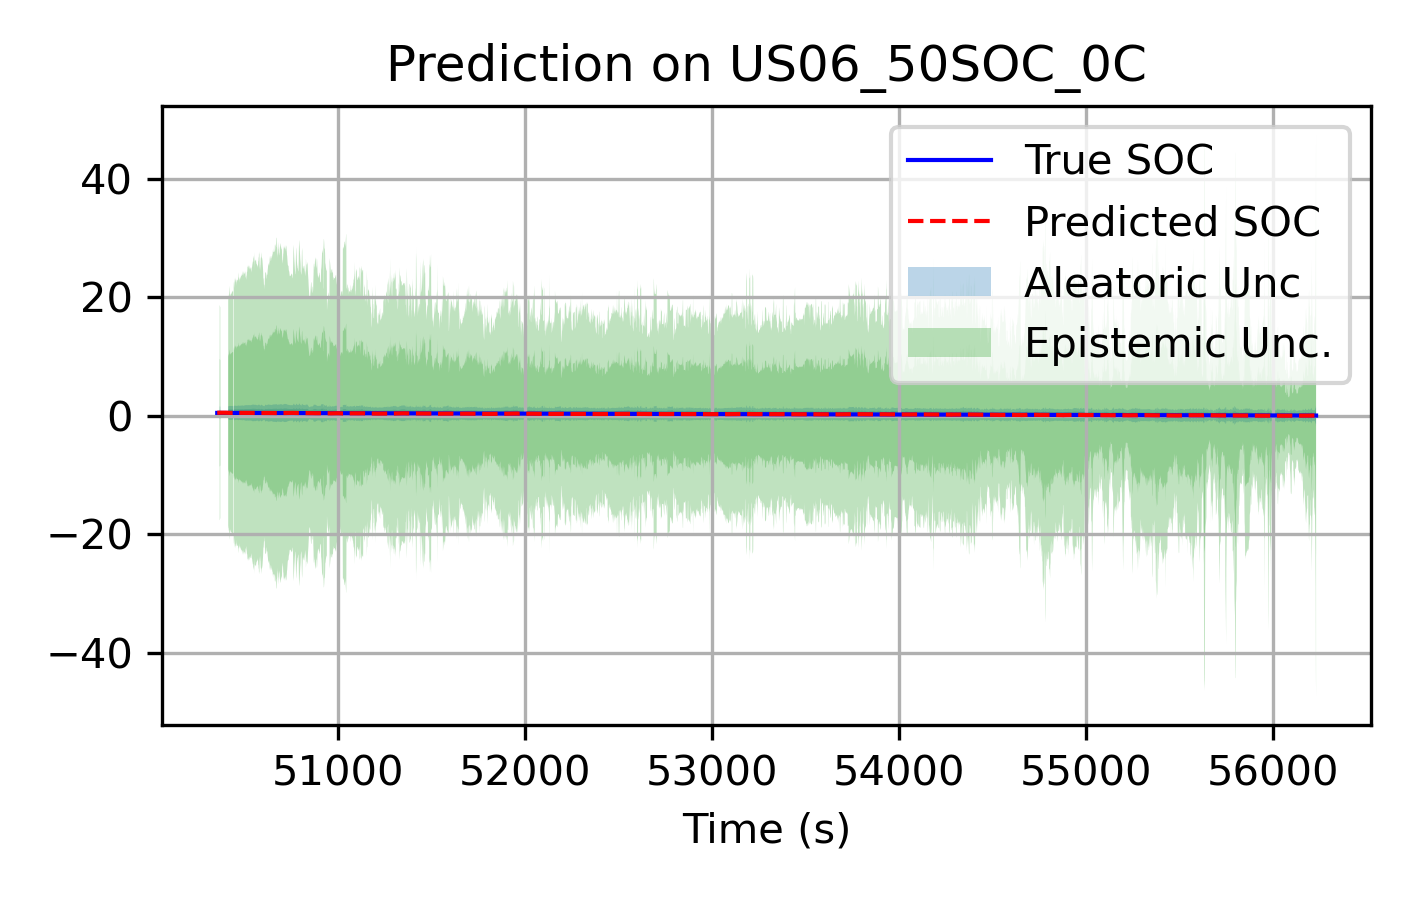 Prediction on US06_50SOC_0C
True SOC
Predicted SOC
Aleatoric Unc
Epistemic Unc.
40
20
0
−20
−40
51000 52000 53000 54000 55000 56000
Time (s)